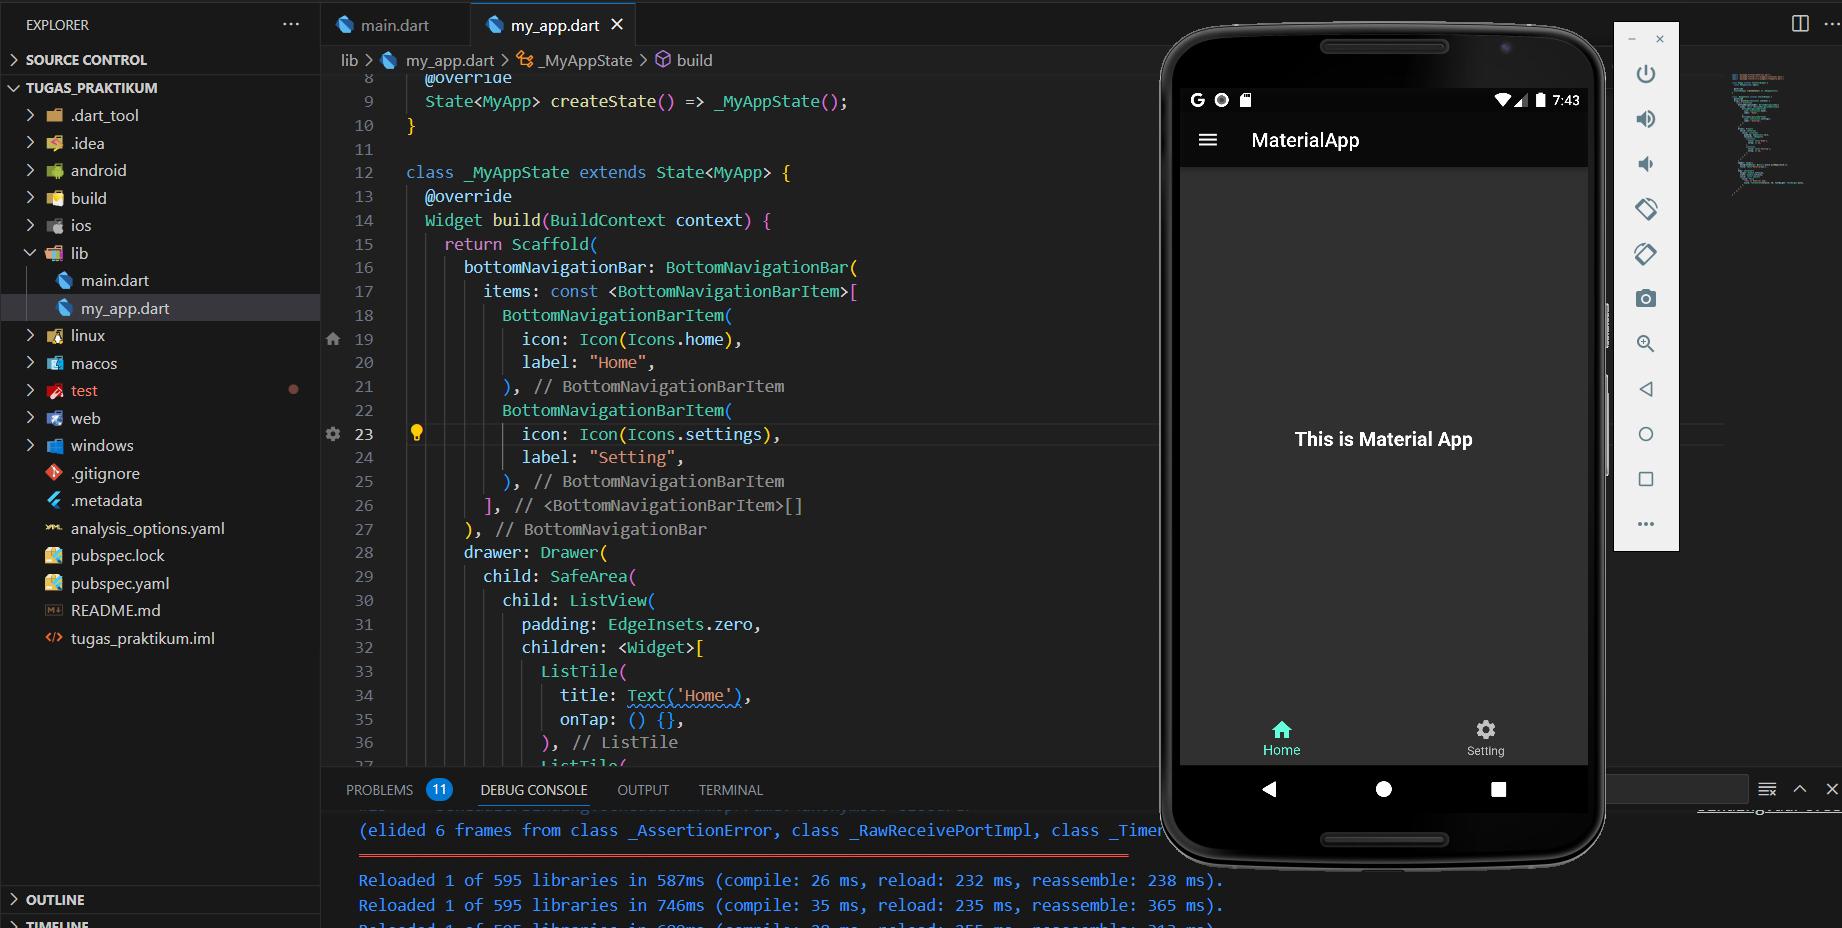 EXPLORER
SOURCE CONTROL
TUGAS_PRAKTIKUM
.dart_tool
.idea
android
build
ios
lib
main.dart
my_app.dart
linux
macos
test
web
windows
.gitignore
.metadata
analysis_options.yaml
pubspec.lock
pubspec.yaml
README.md
tugas_praktikum.iml
OUTLINE
TIMELINE
main.dart
my_app.dart
lib > my_app.dart > _MyAppState > build
8 @override
9 State<MyApp> createState() => _MyAppState();
10 }
11
12 class _MyAppState extends State<MyApp> {
13 @override
14 Widget build(BuildContext context) {
15 return Scaffold(
16 bottomNavigationBar: BottomNavigationBar(
17 items: const <BottomNavigationBarItem>[
18 BottomNavigationBarItem(
19 icon: Icon(Icons.home),
20 label: "Home",
21 ), // BottomNavigationBarItem
22 BottomNavigationBarItem(
23 icon: Icon(Icons.settings),
24 label: "Setting",
25 ), // BottomNavigationBarItem
26 ], // <BottomNavigationBarItem>[]
27 ), // BottomNavigationBar
28 drawer: Drawer(
29 child: SafeArea(
30 child: ListView(
31 padding: EdgeInsets.zero,
32 children: <Widget>[
33 ListTile(
34 title: Text('Home'),
35 onTap: () {},
36 ), // ListTile
37 ListTile(
PROBLEMS 11 DEBUG CONSOLE OUTPUT TERMINAL
(elided 6 frames from class _AssertionError, class _RawReceivePortImpl, class _Timer
Reloaded 1 of 595 libraries in 587ms (compile: 26 ms, reload: 232 ms, reassemble: 238 ms).
Reloaded 1 of 595 libraries in 746ms (compile: 35 ms, reload: 235 ms, reassemble: 365 ms).
7:43
MaterialApp
This is Material App
Home
Setting